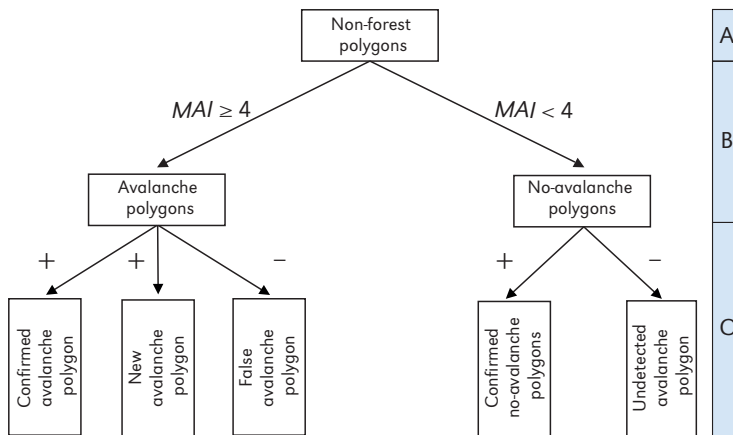 Non-forest
polygons
A
MAI ≥ 4
MAI < 4
B
Avalanche
polygons
No-avalanche
polygons
+
+
–
+
–
Confirmed
avalanche
polygon
New
avalanche
polygon
False
avalanche
polygon
Confirmed
no-avalanche
polygons
Undetected
avalanche
polygon
C